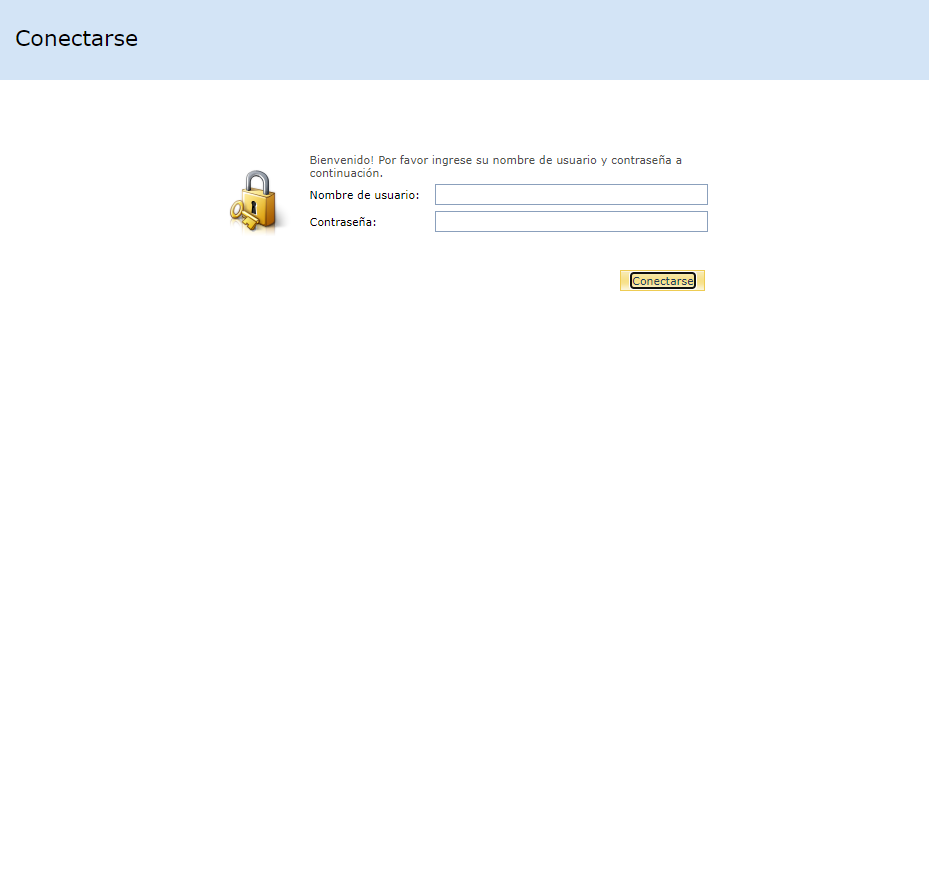 Conectarse
Bienvenido! Por favor ingrese su nombre de usuario y contraseña a
continuación.
Nombre de usuario:
Contraseña:
Conectarse